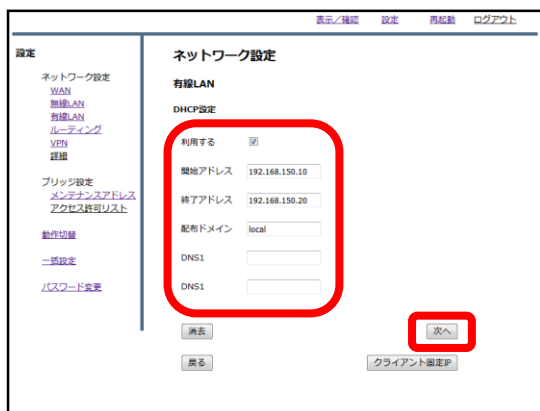 表示／確認 設定 再起動 ログアウト
設定
ネットワーク設定
WAN
無線LAN
有線LAN
ルーティング
VPN
詳細
ブリッジ設定
メンテナンスアドレス
アクセス許可リスト
動作切替
一括設定
パスワード変更
ネットワーク設定
有線LAN
DHCP設定
利用する
開始アドレス 192.168.150.10
終了アドレス 192.168.150.20
配布ドメイン local
DNS1
DNS1
消去 次へ
戻る クライアント固定IP